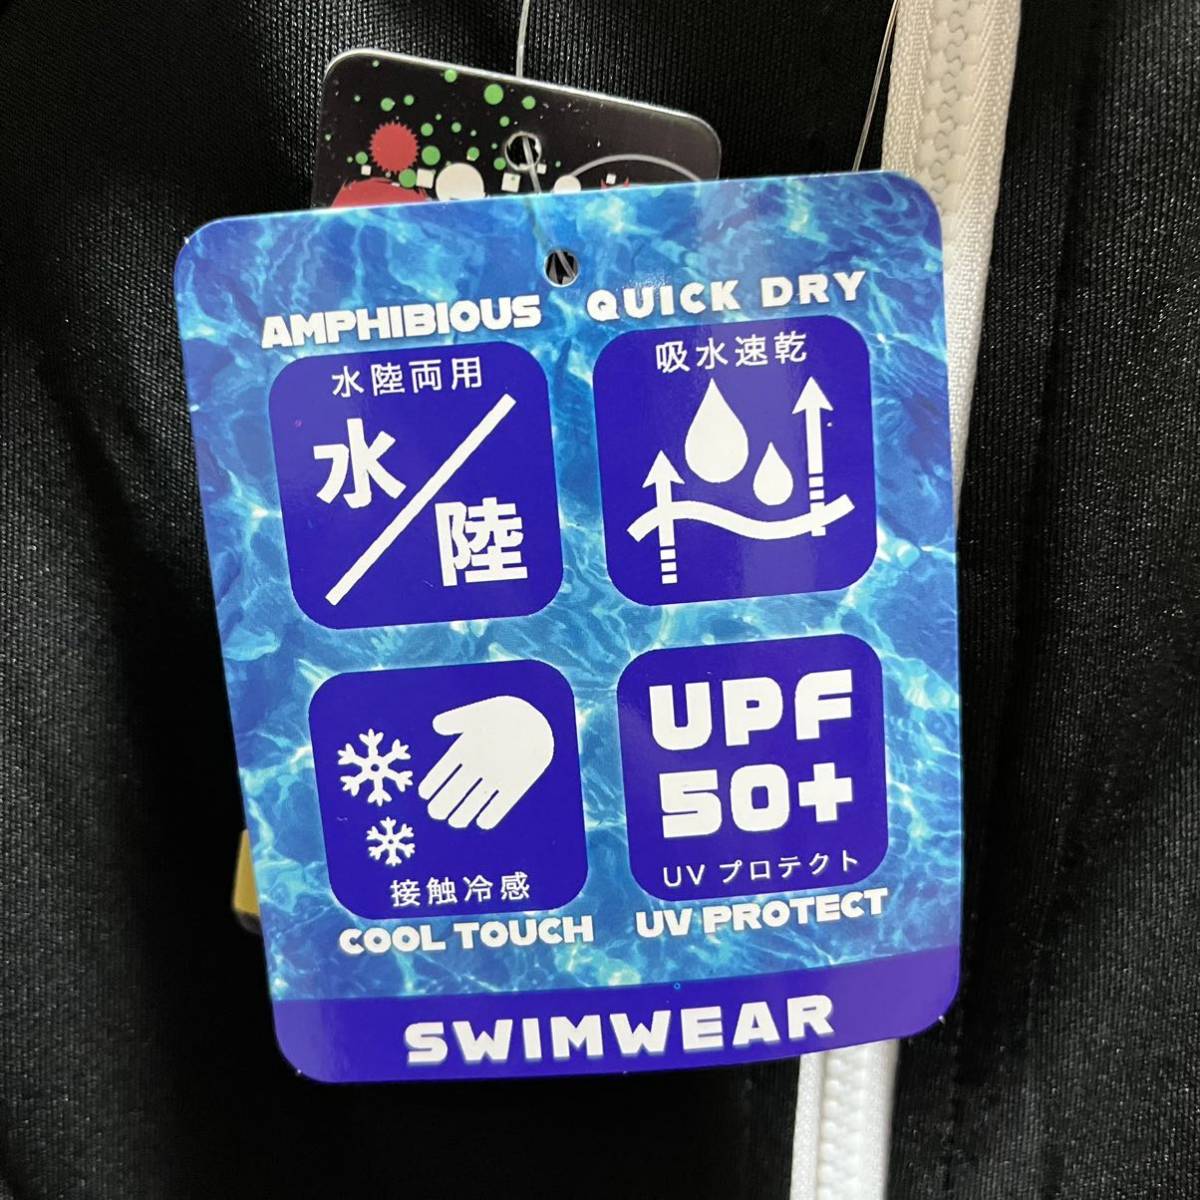 AMPHIBIOUS
水陸両用
水/陸
QUICK DRY
吸水速乾
接触冷感
COOL TOUCH
UPF
50+
UV プロテクト
UV PROTECT
SWIMWEAR